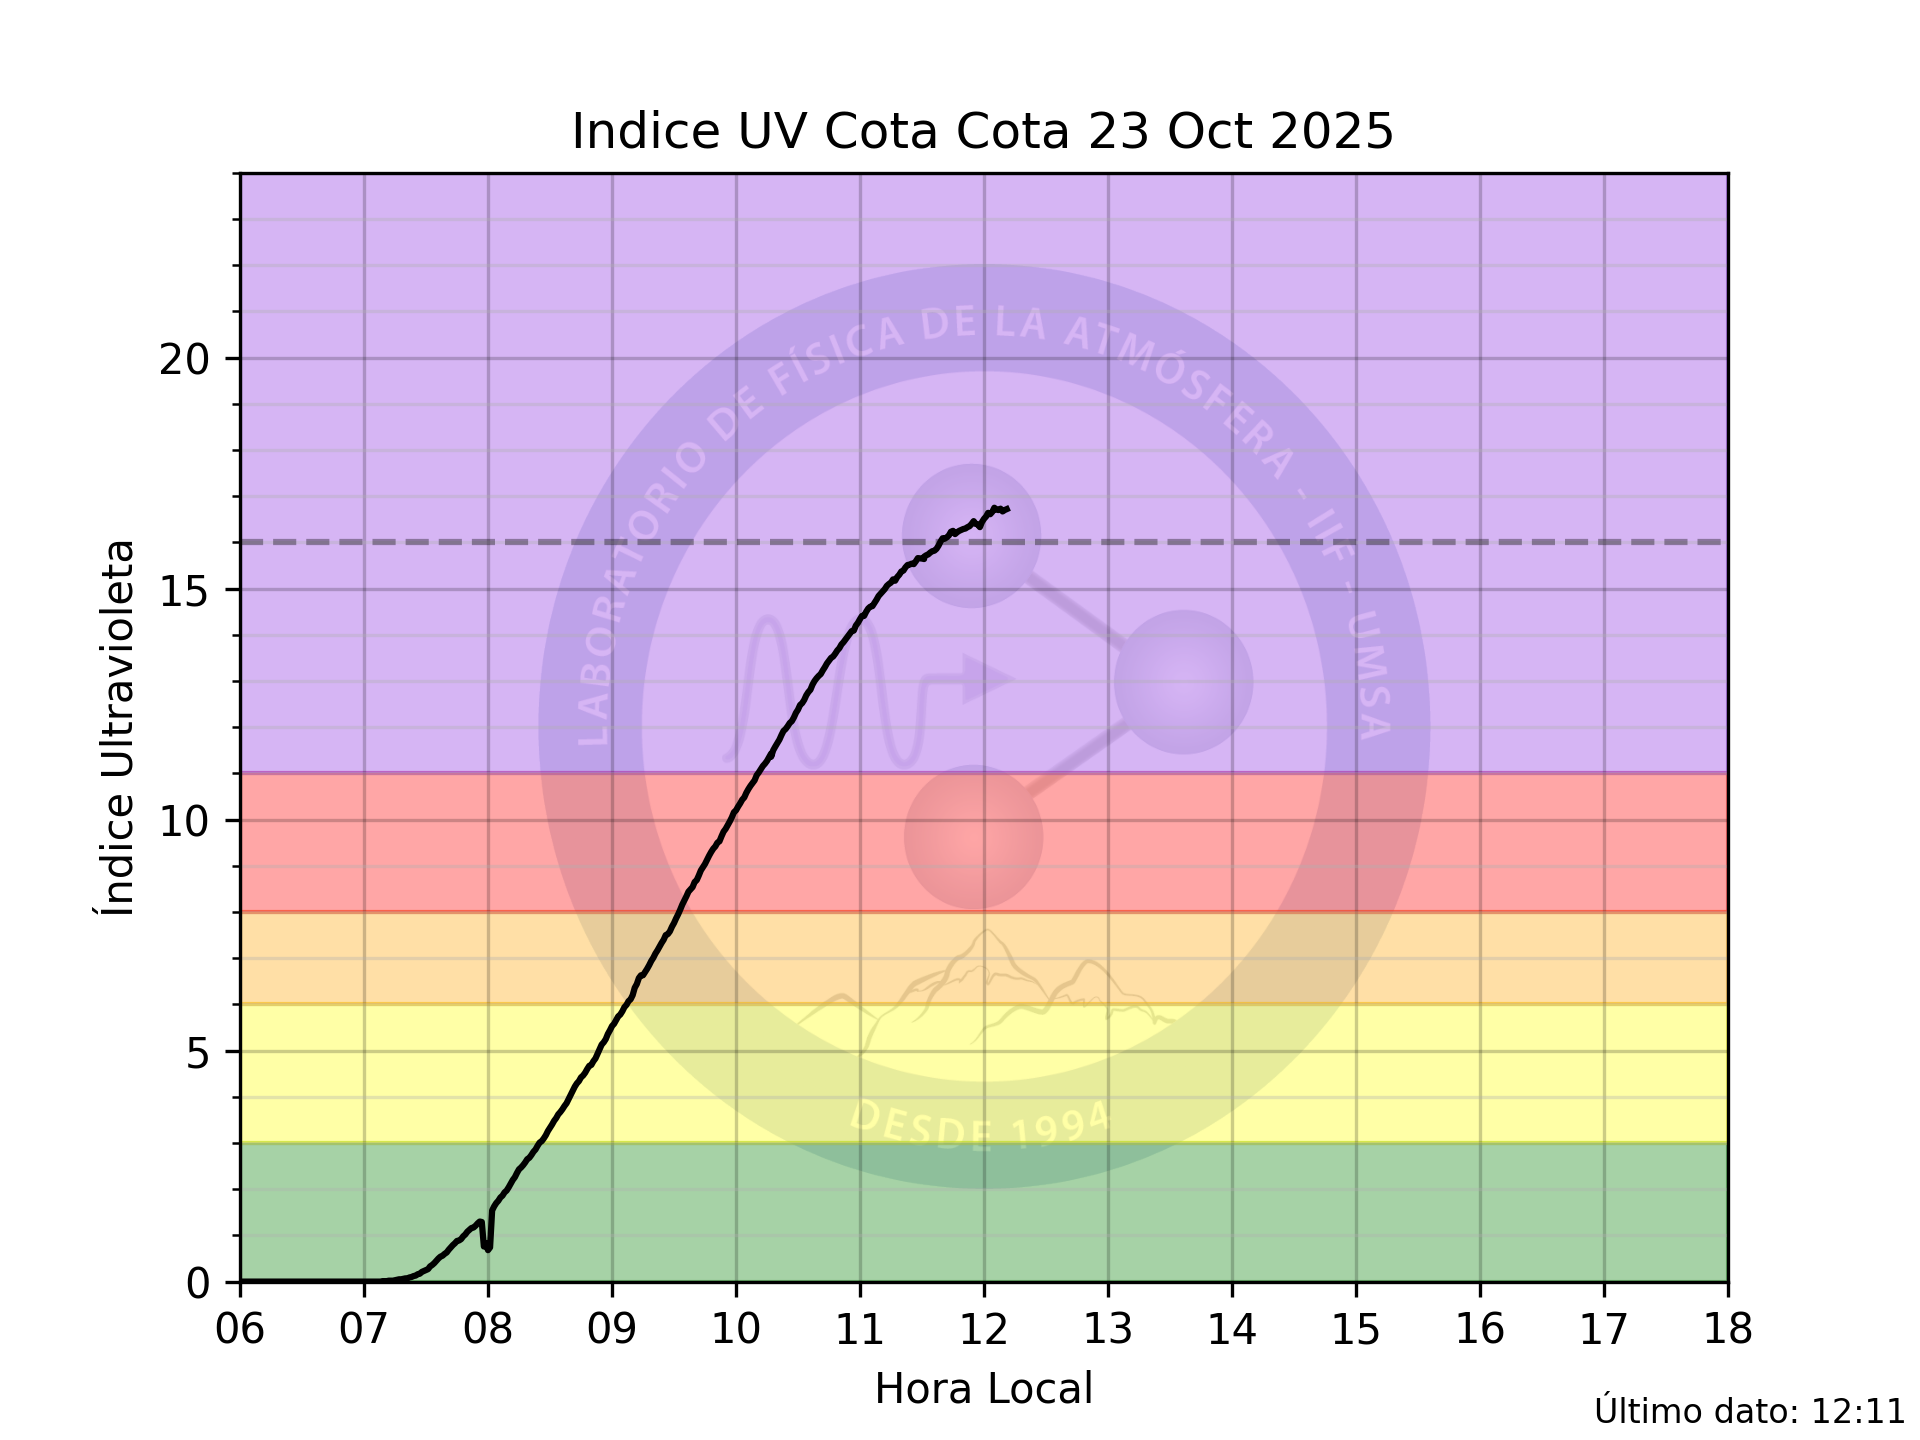 Indice UV Cota Cota 23 Oct 2025
Índice Ultravioleta
20
15
10
5
0
LABORATORIO DE FÍSICA DE LA ATMÓSFERA - IIF - UMSA
DESDE 1994
06 07 08 09 10 11 12 13 14 15 16 17 18
Hora Local
Último dato: 12:11